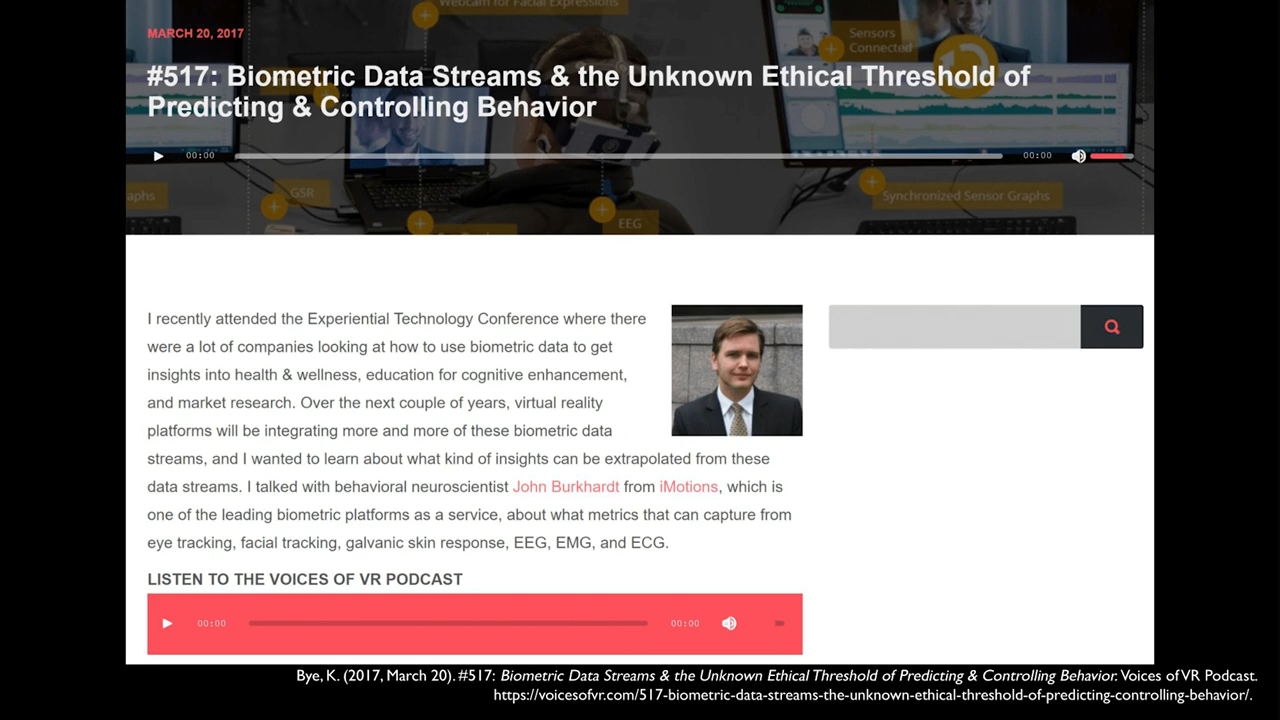 Webcam for Facial Expressions
MARCH 20, 2017
Sensors
Connected
#517: Biometric Data Streams & the Unknown Ethical Threshold of
Predicting & Controlling Behavior
00:00
00:00
aphs
GSR
EEG
Synchronized Sensor Graphs
I recently attended the Experiential Technology Conference where there
were a lot of companies looking at how to use biometric data to get
insights into health & wellness, education for cognitive enhancement,
and market research. Over the next couple of years, virtual reality
platforms will be integrating more and more of these biometric data
streams, and I wanted to learn about what kind of insights can be extrapolated from these
data streams. I talked with behavioral neuroscientist John Burkhardt from iMotions, which is
one of the leading biometric platforms as a service, about what metrics that can capture from
eye tracking, facial tracking, galvanic skin response, EEG, EMG, and ECG.
LISTEN TO THE VOICES OF VR PODCAST
00:00
00:00
Bye, K. (2017, March 20). #517: Biometric Data Streams & the Unknown Ethical Threshold of Predicting & Controlling Behavior. Voices of VR Podcast.
https://voicesofvr.com/517-biometric-data-streams-the-unknown-ethical-threshold-of-predicting-controlling-behavior/.